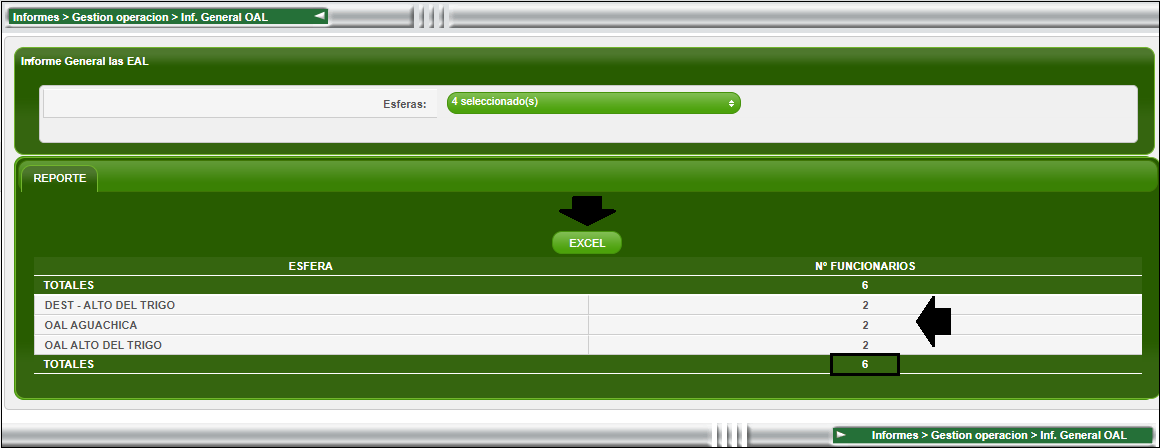 Informes > Gestion operacion > Inf. General OAL
Informe General las EAL
Esferas: 4 seleccionado(s)
REPORTE
EXCEL
ESFERA Nº FUNCIONARIOS
TOTALES 6
DEST - ALTO DEL TRIGO 2
OAL AGUACHICA 2
OAL ALTO DEL TRIGO 2
TOTALES 6
Informes > Gestion operacion > Inf. General OAL